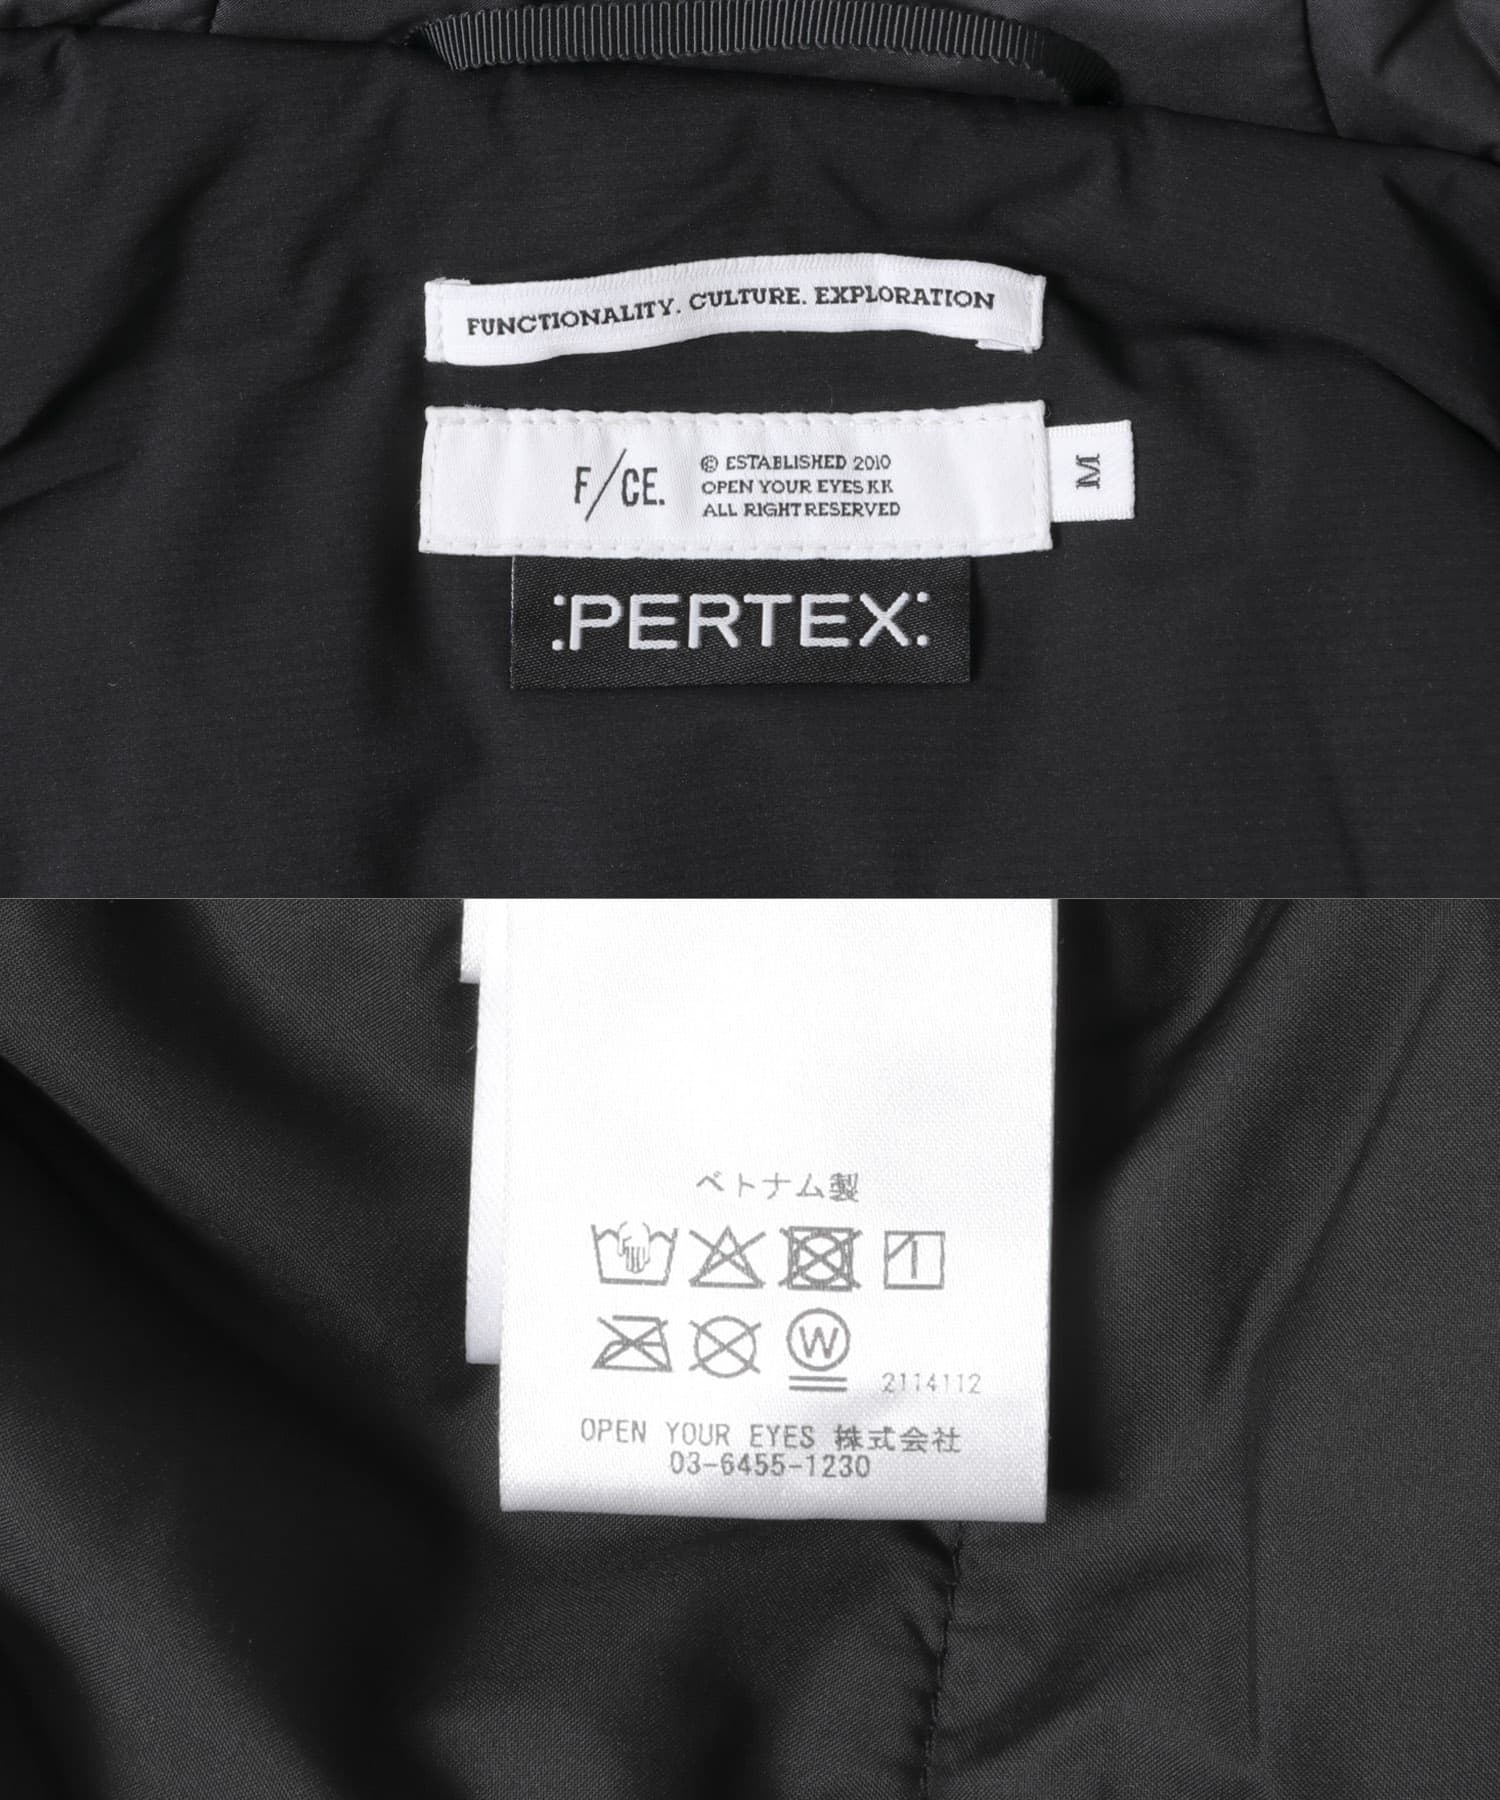 FUNCTIONALITY. CULTURE. EXPLORATION
F/CE.
© ESTABLISHED 2010
OPEN YOUR EYES KK
ALL RIGHT RESERVED
M
:PERTEX:
ベトナム製
W
2114112
OPEN YOUR EYES 株式会社
03-6455-1230